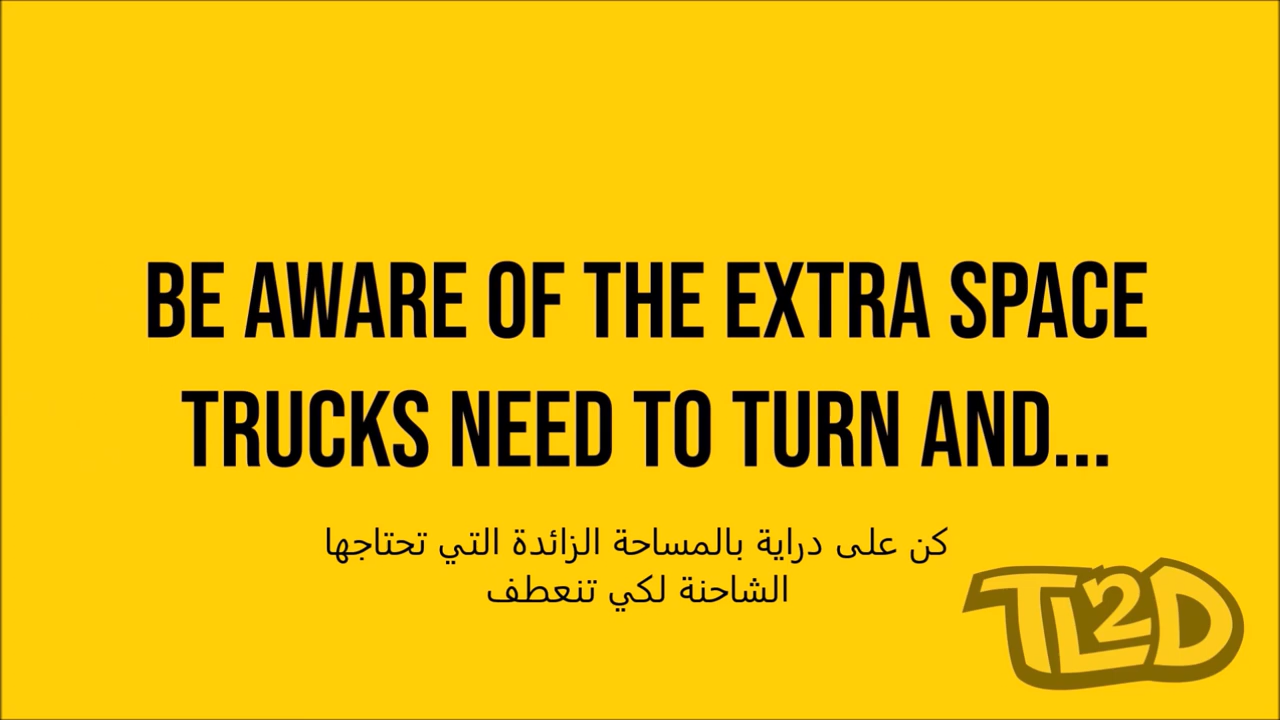 BE AWARE OF THE EXTRA SPACE
TRUCKS NEED TO TURN AND...
كن على دراية بالمساحة الزائدة التي تحتاجها
الشاحنة لكي تنعطف
TL2D